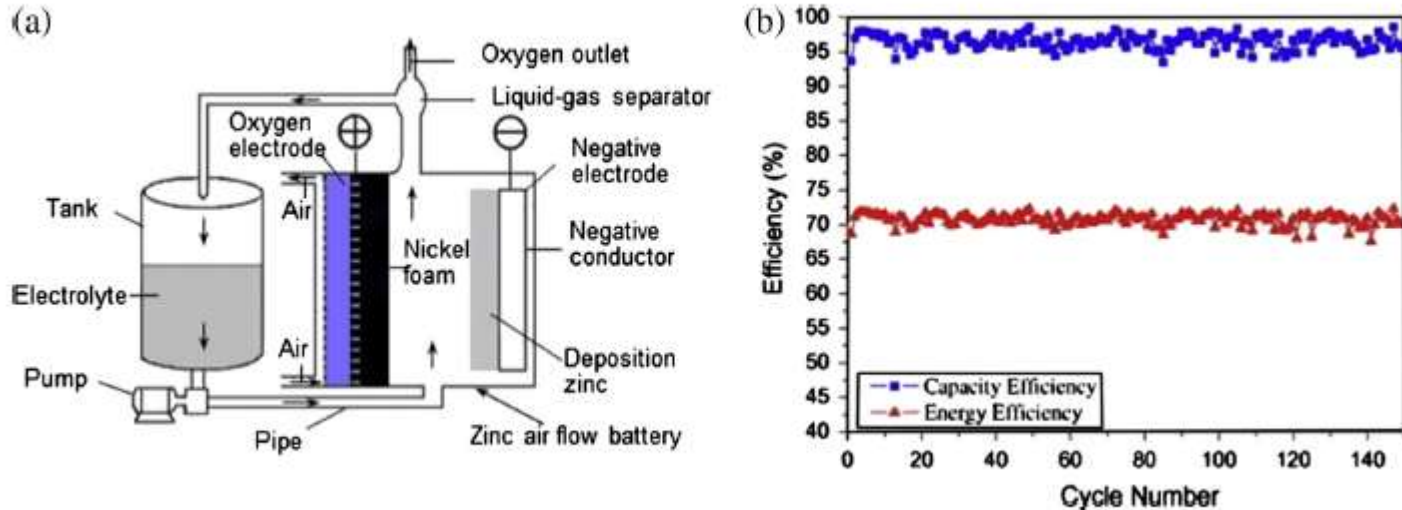 (a)
Oxygen outlet
Liquid-gas separator
Oxygen
electrode
Negative
electrode
Tank
Air
Nickel
foam
Negative
conductor
Electrolyte
Air
Deposition
zinc
Pump
Pipe
Zinc air flow battery
(b)
100
95
90
85
80
75
70
65
60
55
50
45
40
Efficiency (%)
Capacity Efficiency
Energy Efficiency
0 20 40 60 80 100 120 140
Cycle Number